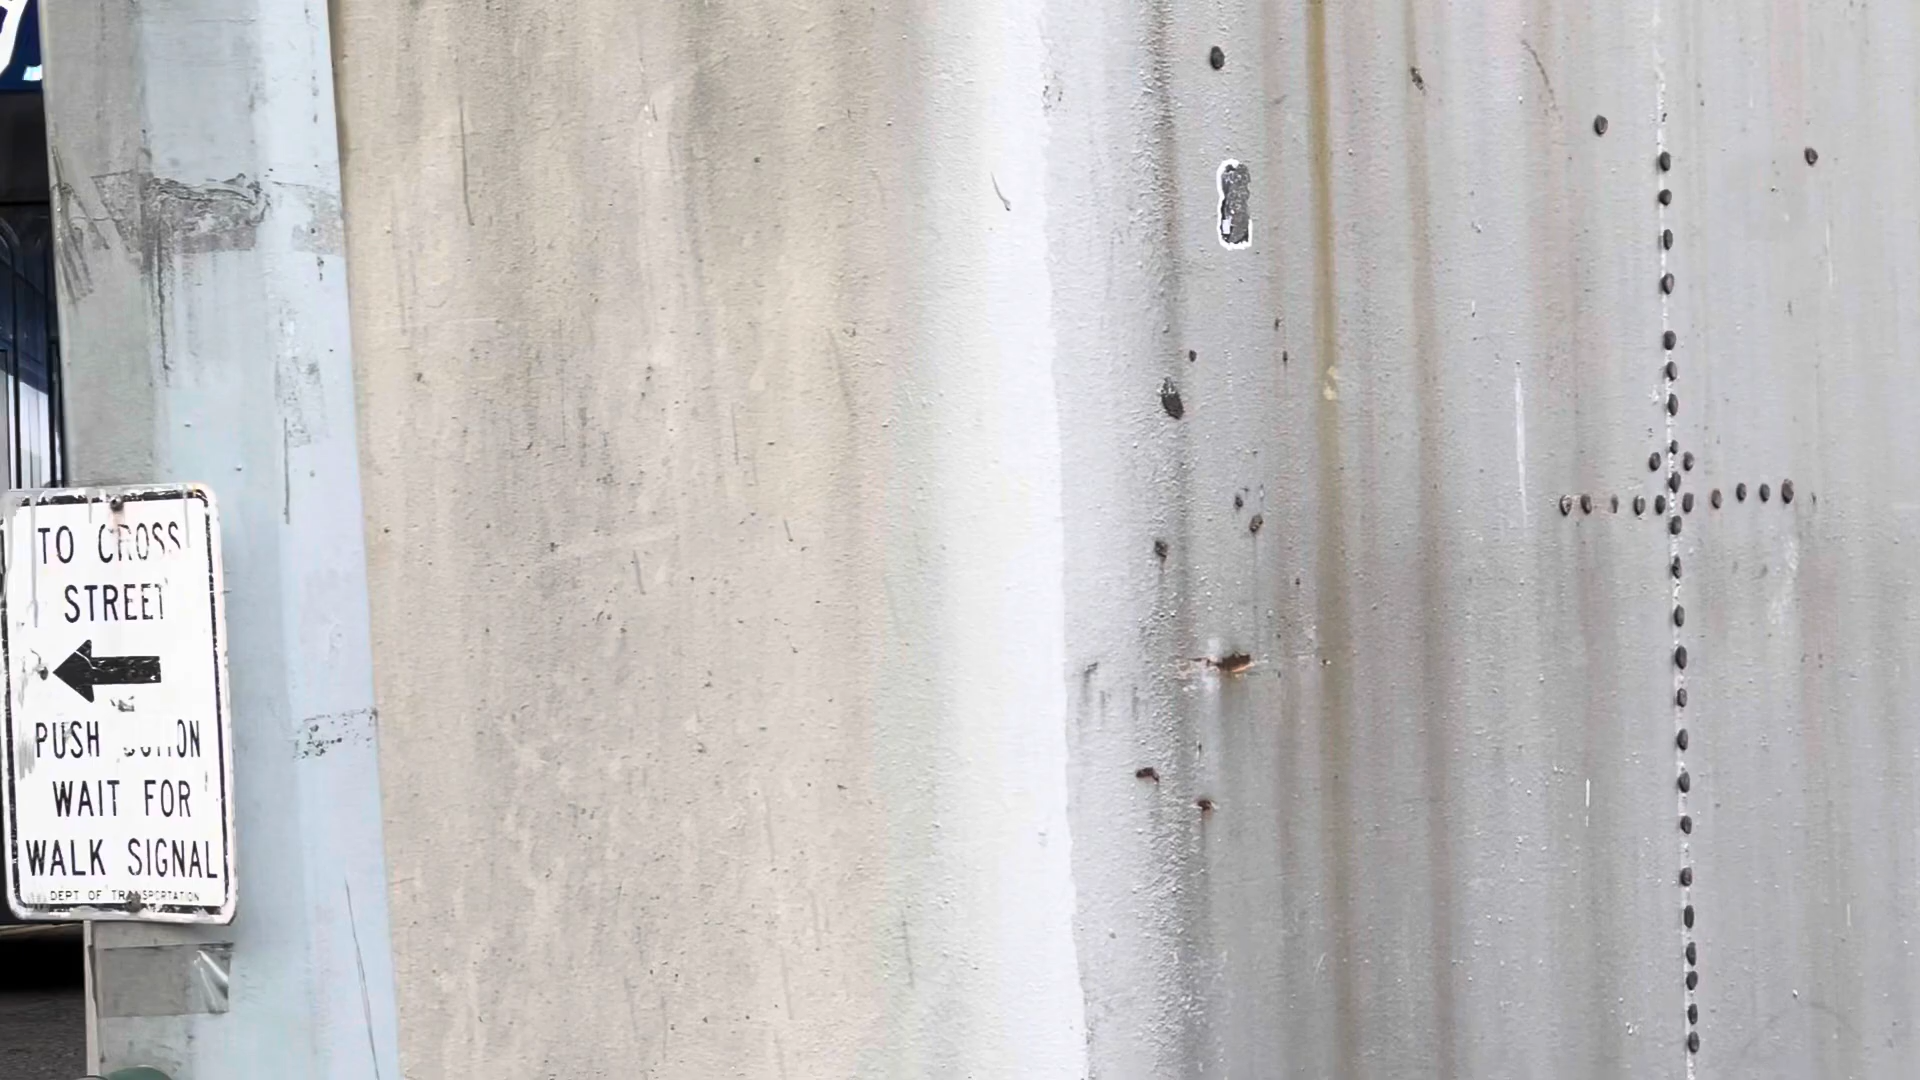 TO CROSS
STREET
PUSH
WAIT FOR
WALK SIGNAL
DEPT OF TRANSPORTATION